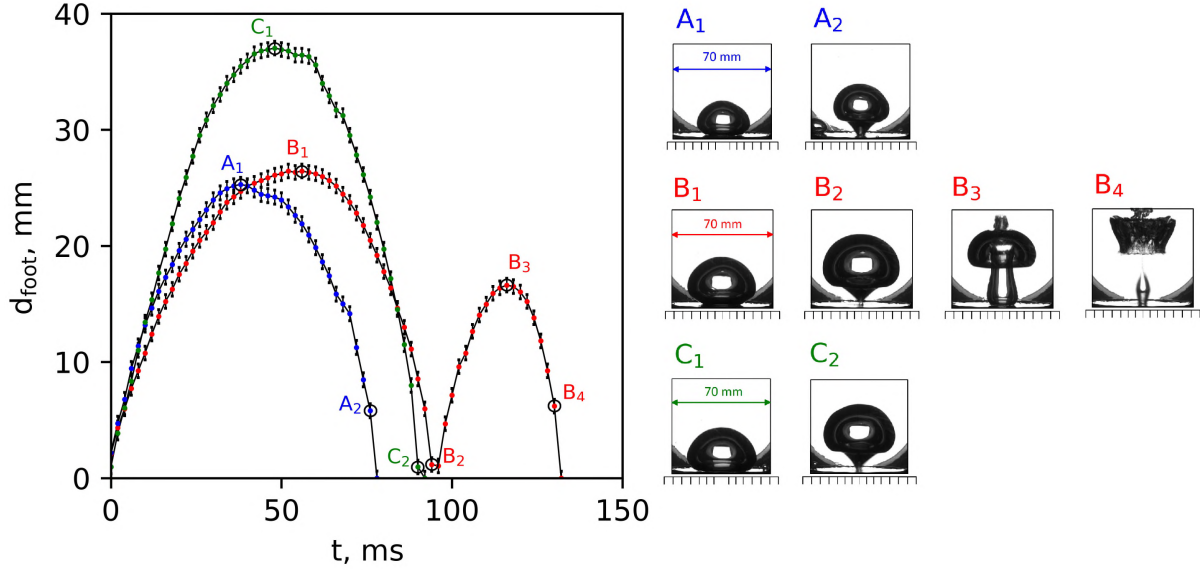 40
30
20
10
0
0
50
100
150
d_foot, mm
t, ms
C₁
B₁
A₁
A₂
C₂
B₂
B₃
B₄
A₁
A₂
70 mm
B₁
B₂
B₃
B₄
70 mm
C₁
C₂
70 mm